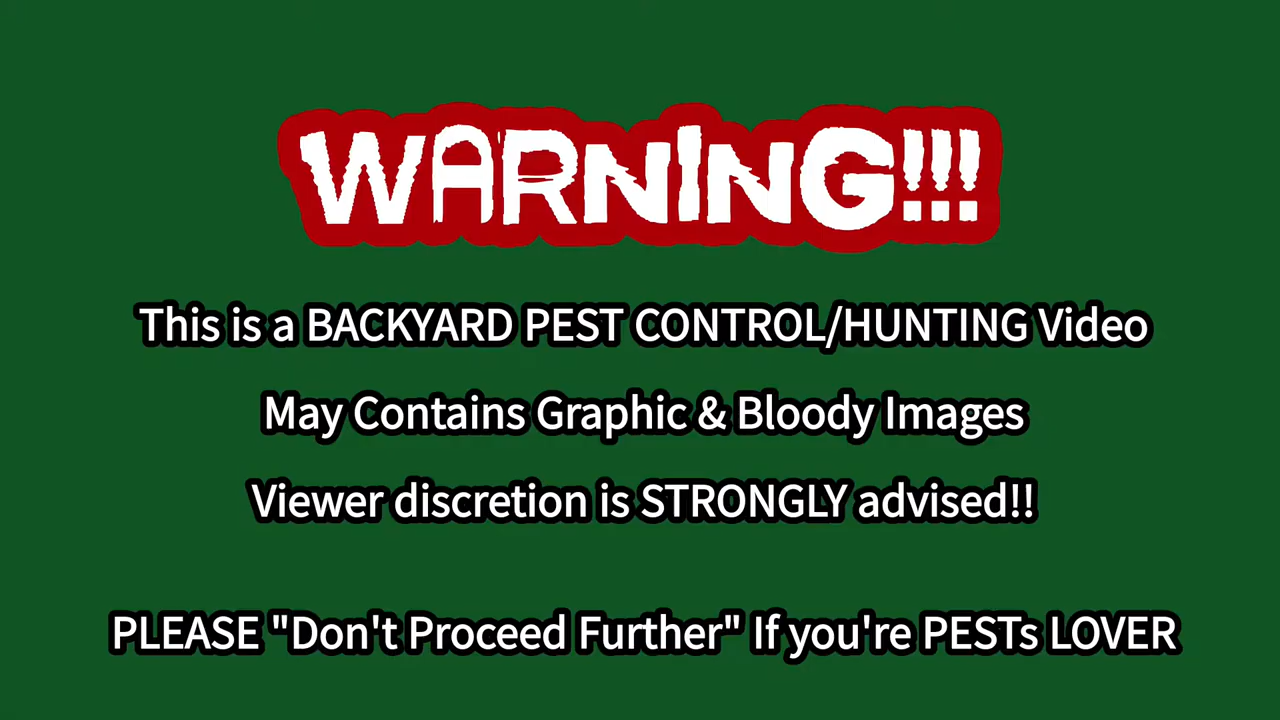 WARNING!!!
This is a BACKYARD PEST CONTROL/HUNTING Video
May Contains Graphic & Bloody Images
Viewer discretion is STRONGLY advised!!
PLEASE "Don't Proceed Further" If you're PESTs LOVER